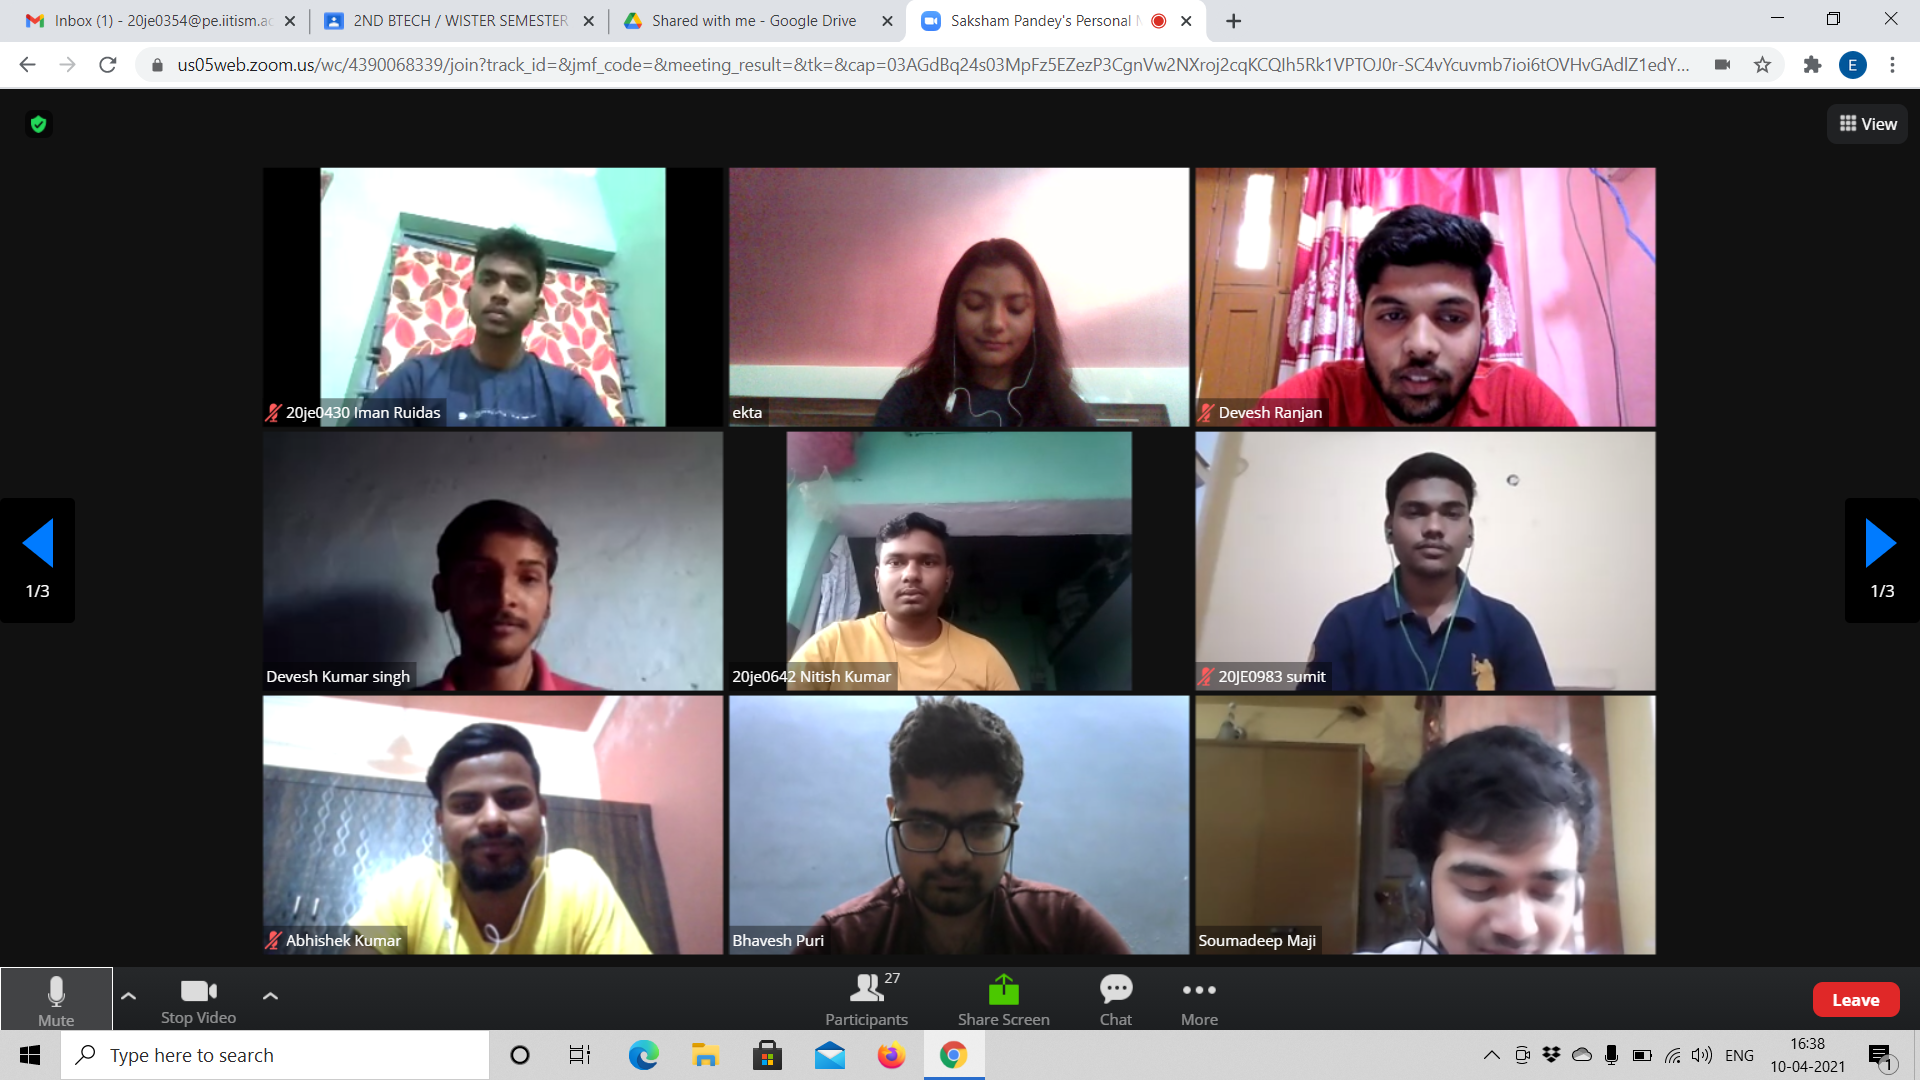 Inbox (1) - 20je0354@pe.iitism.ac
2ND BTECH / WISTER SEMESTER
Shared with me - Google Drive
Saksham Pandey's Personal M
us05web.zoom.us/wc/4390068339/join?track_id=&jmf_code=&meeting_result=&tk=&cap=03AGdBq24s03MpFz5EZezP3CgnVw2NXroj2cqKCQlh5Rk1VPTOJ0r-SC4vYcuvmb7ioi6tOVHvGAdlZ1edY...
E
View
20je0430 Iman Ruidas
ekta
Devesh Ranjan
1/3
1/3
Devesh Kumar singh
20je0642 Nitish Kumar
20JE0983 sumit
Abhishek Kumar
Bhavesh Puri
Soumadeep Maji
Mute
Stop Video
27
Participants
Share Screen
Chat
More
Leave
Type here to search
ENG
16:38
10-04-2021
1